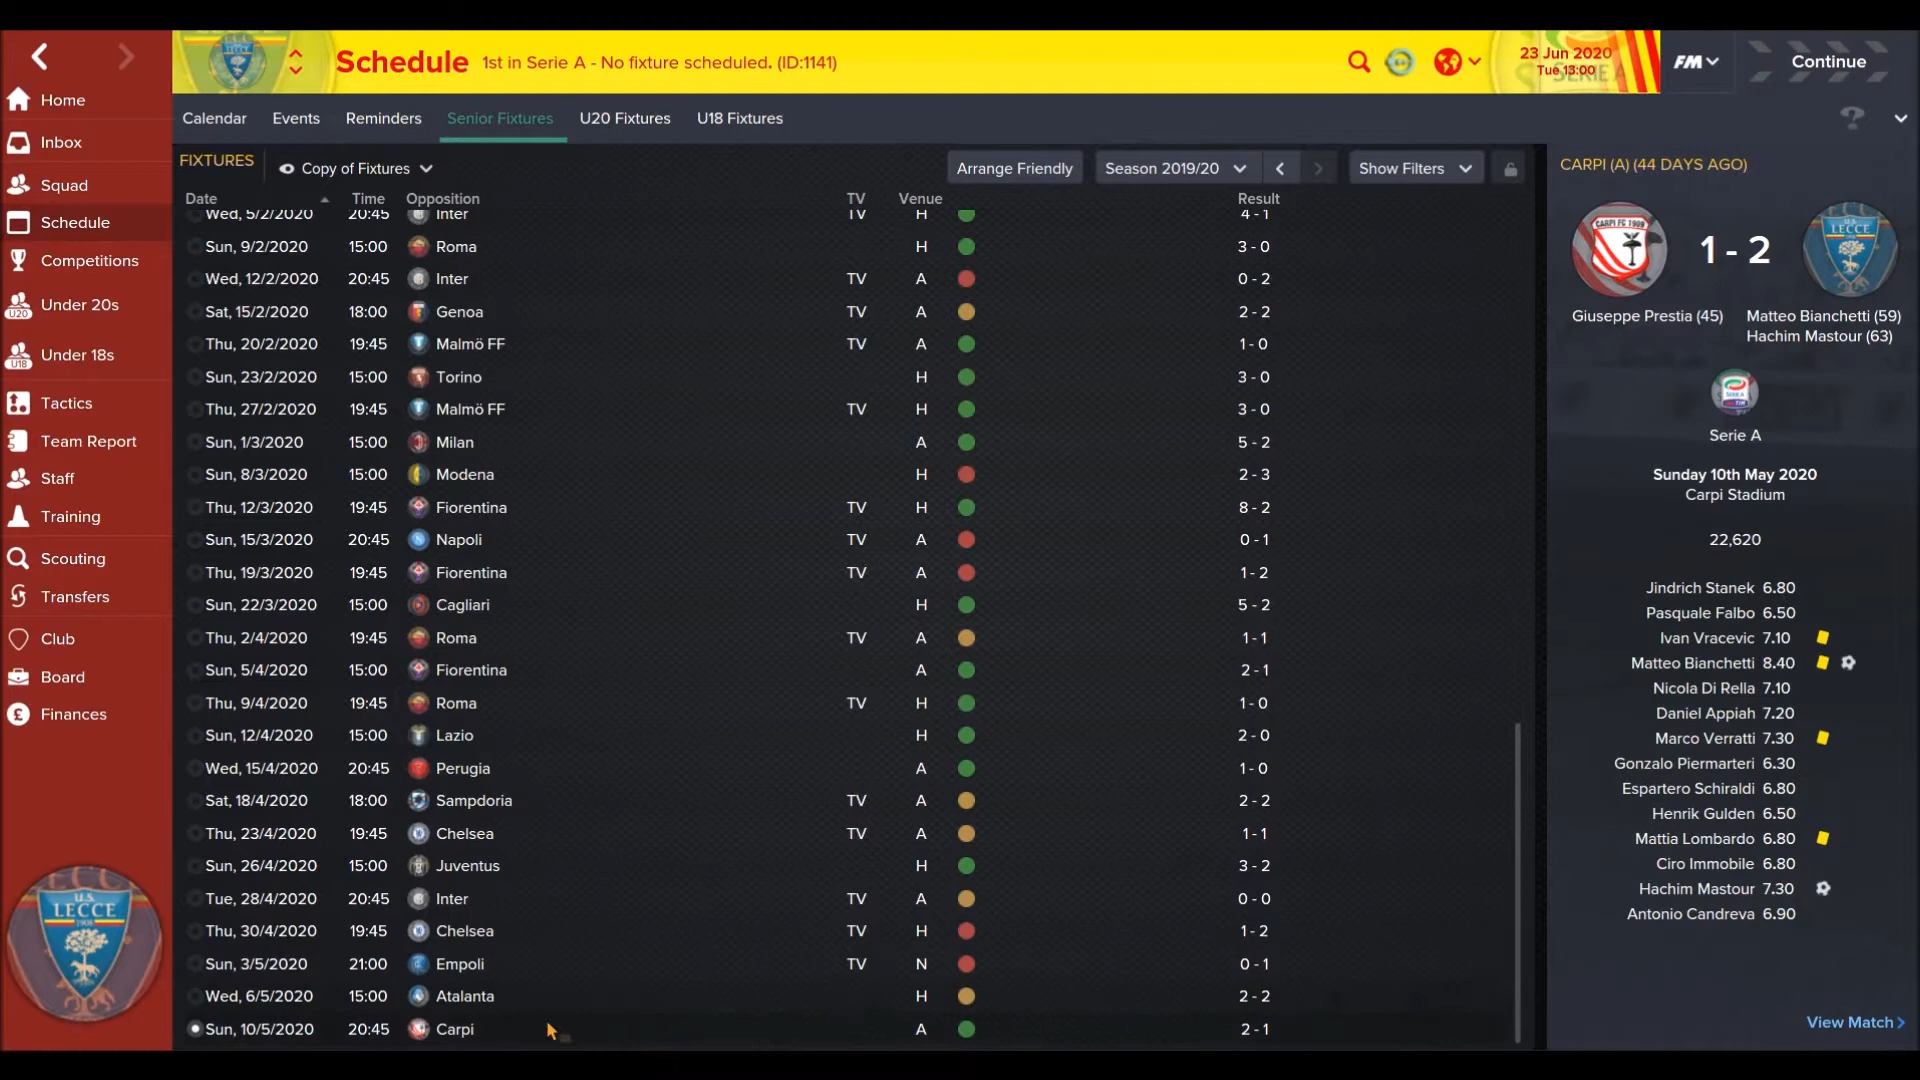 Schedule 1st in Serie A - No fixture scheduled. (ID:1141)
23 Jun 2020
Tue 13:00
FM
Continue
Home
Inbox
Squad
Schedule
Competitions
U20 Under 20s
U18 Under 18s
Tactics
Team Report
Staff
Training
Scouting
Transfers
Club
Board
£ Finances
U.S. LECCE 1908
Calendar Events Reminders Senior Fixtures U20 Fixtures U18 Fixtures
FIXTURES Copy of Fixtures Arrange Friendly Season 2019/20 Show Filters
Date Time Opposition TV Venue Result
Wed, 5/2/2020 20:45 Inter TV H 4 - 1
Sun, 9/2/2020 15:00 Roma H 3 - 0
Wed, 12/2/2020 20:45 Inter TV A 0 - 2
Sat, 15/2/2020 18:00 Genoa TV A 2 - 2
Thu, 20/2/2020 19:45 Malmö FF TV A 1 - 0
Sun, 23/2/2020 15:00 Torino H 3 - 0
Thu, 27/2/2020 19:45 Malmö FF TV H 3 - 0
Sun, 1/3/2020 15:00 Milan A 5 - 2
Sun, 8/3/2020 15:00 Modena H 2 - 3
Thu, 12/3/2020 19:45 Fiorentina TV H 8 - 2
Sun, 15/3/2020 20:45 Napoli TV A 0 - 1
Thu, 19/3/2020 19:45 Fiorentina TV A 1 - 2
Sun, 22/3/2020 15:00 Cagliari H 5 - 2
Thu, 2/4/2020 19:45 Roma TV A 1 - 1
Sun, 5/4/2020 15:00 Fiorentina A 2 - 1
Thu, 9/4/2020 19:45 Roma TV H 1 - 0
Sun, 12/4/2020 15:00 Lazio H 2 - 0
Wed, 15/4/2020 20:45 Perugia A 1 - 0
Sat, 18/4/2020 18:00 Sampdoria TV A 2 - 2
Thu, 23/4/2020 19:45 Chelsea TV A 1 - 1
Sun, 26/4/2020 15:00 Juventus H 3 - 2
Tue, 28/4/2020 20:45 Inter TV A 0 - 0
Thu, 30/4/2020 19:45 Chelsea TV H 1 - 2
Sun, 3/5/2020 21:00 Empoli TV N 0 - 1
Wed, 6/5/2020 15:00 Atalanta H 2 - 2
Sun, 10/5/2020 20:45 Carpi A 2 - 1
CARPI (A) (44 DAYS AGO)
CARPI FC 1909 1 - 2 U.S. LECCE
Giuseppe Prestia (45) Matteo Bianchetti (59)
Hachim Mastour (63)
Serie A
Sunday 10th May 2020
Carpi Stadium
22,620
Jindrich Stanek 6.80
Pasquale Falbo 6.50
Ivan Vracevic 7.10
Matteo Bianchetti 8.40
Nicola Di Rella 7.10
Daniel Appiah 7.20
Marco Verratti 7.30
Gonzalo Piermarteri 6.30
Espartero Schiraldi 6.80
Henrik Gulden 6.50
Mattia Lombardo 6.80
Ciro Immobile 6.80
Hachim Mastour 7.30
Antonio Candreva 6.90
View Match >